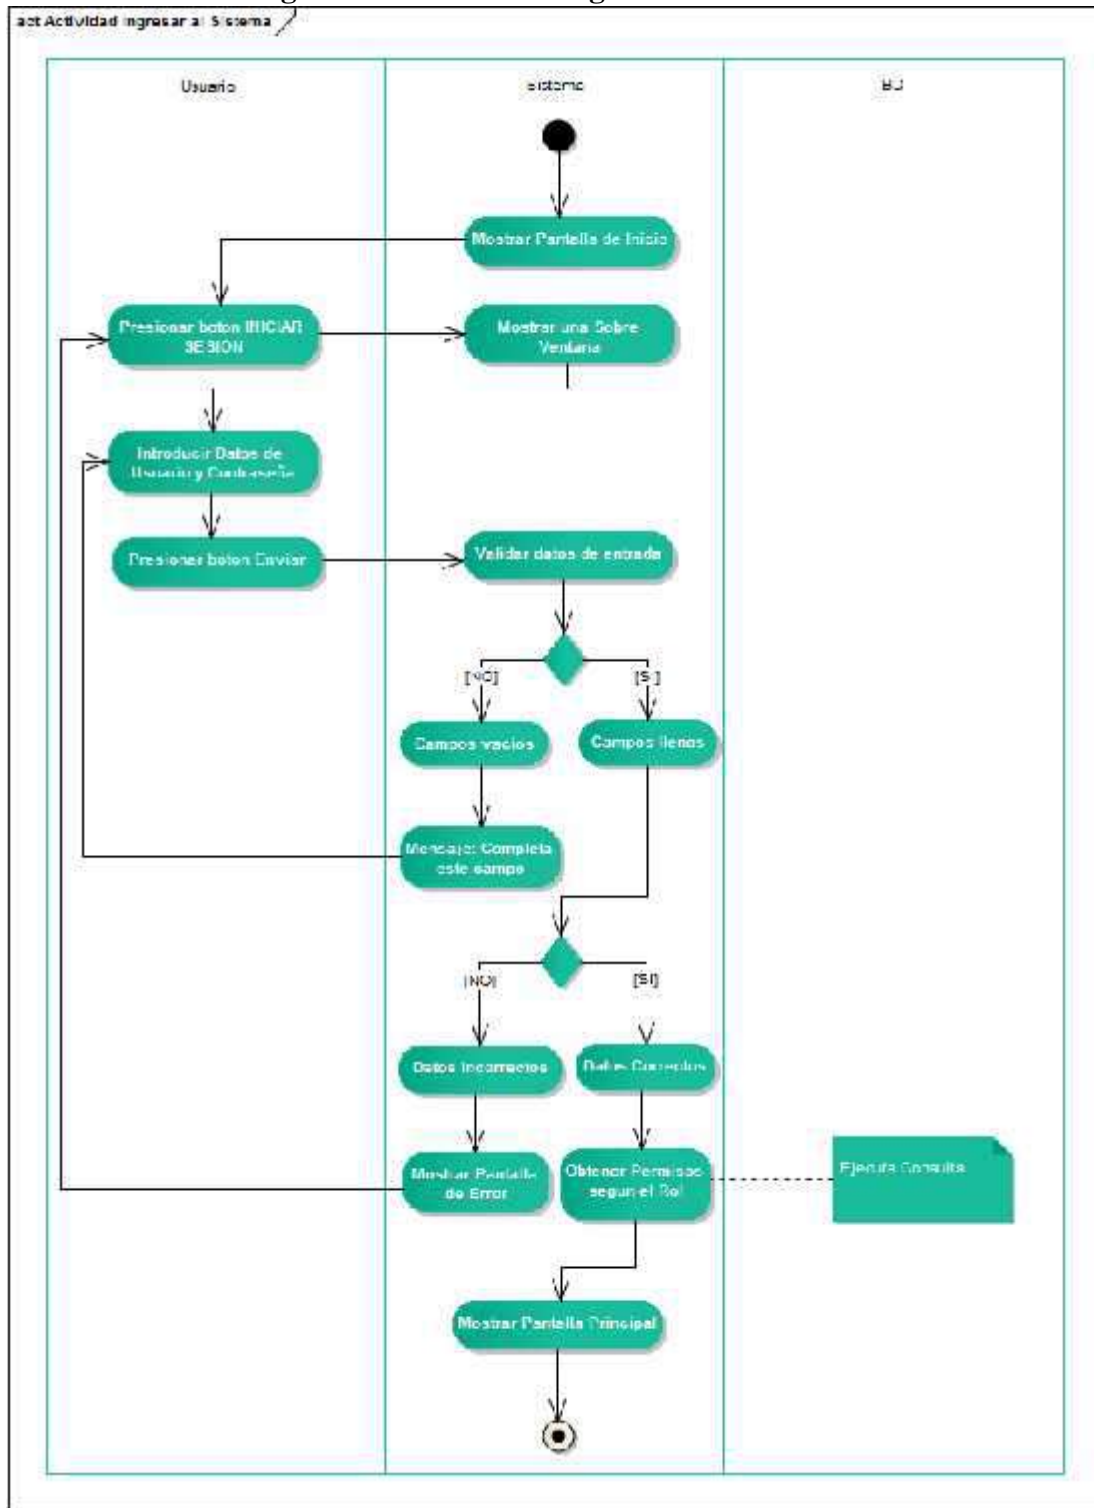 act Actividad Ingresar al Sistema
Usuario
Sistema
BD
Mostrar Pantalla de Inicio
Presionar boton INICIAR
SESION
Mostrar una Sobre
Ventana
Introducir Datos de
Usuario y Contraseña
Presionar boton Enviar
Validar datos de entrada
[NO]
[SI]
Campos vacios
Campos llenos
Mensaje: Completa
este campo
[NO]
[SI]
Datos Incorrectos
Datos Correctos
Mostrar Pantalla
de Error
Obtener Permisos
segun el Rol
Ejecuta Consulta
Mostrar Pantalla Principal